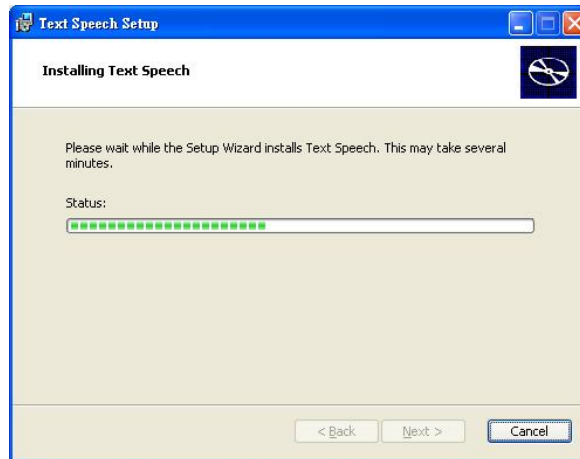 Text Speech Setup
Installing Text Speech
Please wait while the Setup Wizard installs Text Speech. This may take several
minutes.
Status:
< Back Next > Cancel